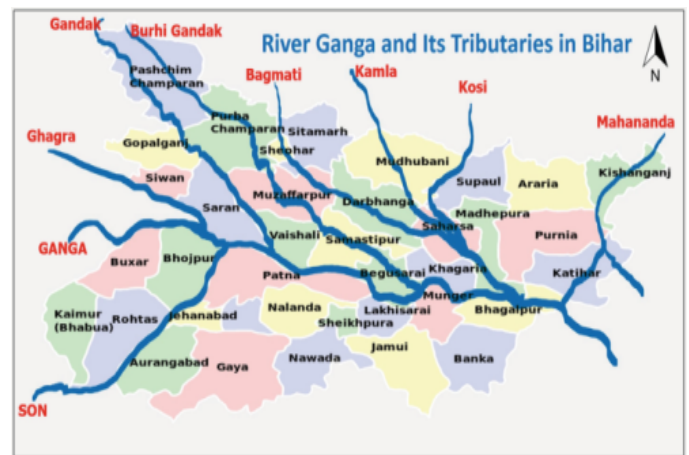 Gandak
Burhi Gandak
River Ganga and Its Tributaries in Bihar
N
Bagmati
Kamla
Kosi
Mahananda
Ghagra
GANGA
SON
Pashchim
Champaran
Purba
Champaran
Sitamarh
Shephar
Gopalganj
Siwan
Saran
Muzaffarpur
Mudhubani
Darbhanga
Supaul
Araria
Kishanganj
Madhepura
Saharsa
Purnia
Katihar
Vaishali
Samastipur
Begusarai
Khagaria
Munger
Bhagalpur
Buxar
Bhojpur
Patna
Kaimur
(Bhabua)
Rohtas
Jehanabad
Nalanda
Sheikhpura
Lakhisarai
Aurangabad
Gaya
Nawada
Jamui
Banka